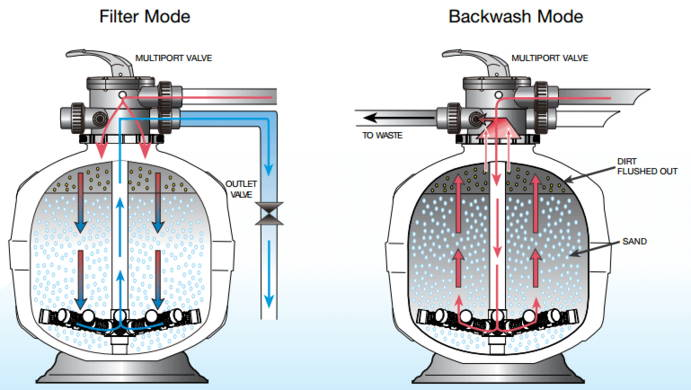 Filter Mode
Backwash Mode
MULTIPORT VALVE
MULTIPORT VALVE
TO WASTE
OUTLET
VALVE
DIRT
FLUSHED OUT
SAND